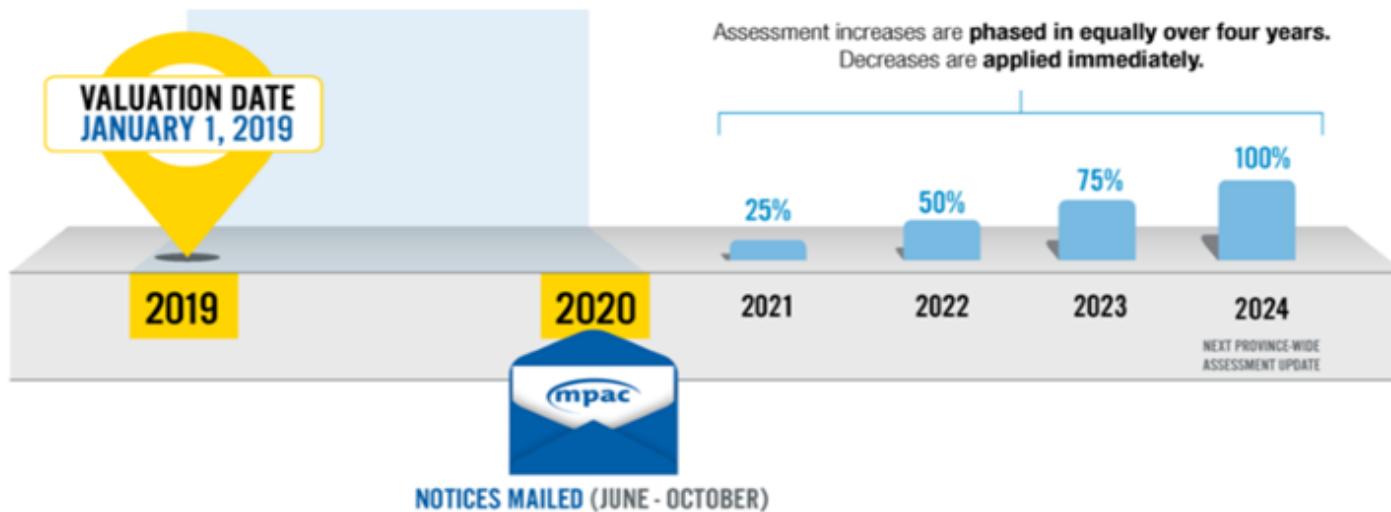 Assessment increases are phased in equally over four years.
Decreases are applied immediately.
VALUATION DATE
JANUARY 1, 2019
25%
50%
75%
100%
2019
2020
2021
2022
2023
2024
NEXT PROVINCE-WIDE
ASSESSMENT UPDATE
mpac
NOTICES MAILED (JUNE - OCTOBER)